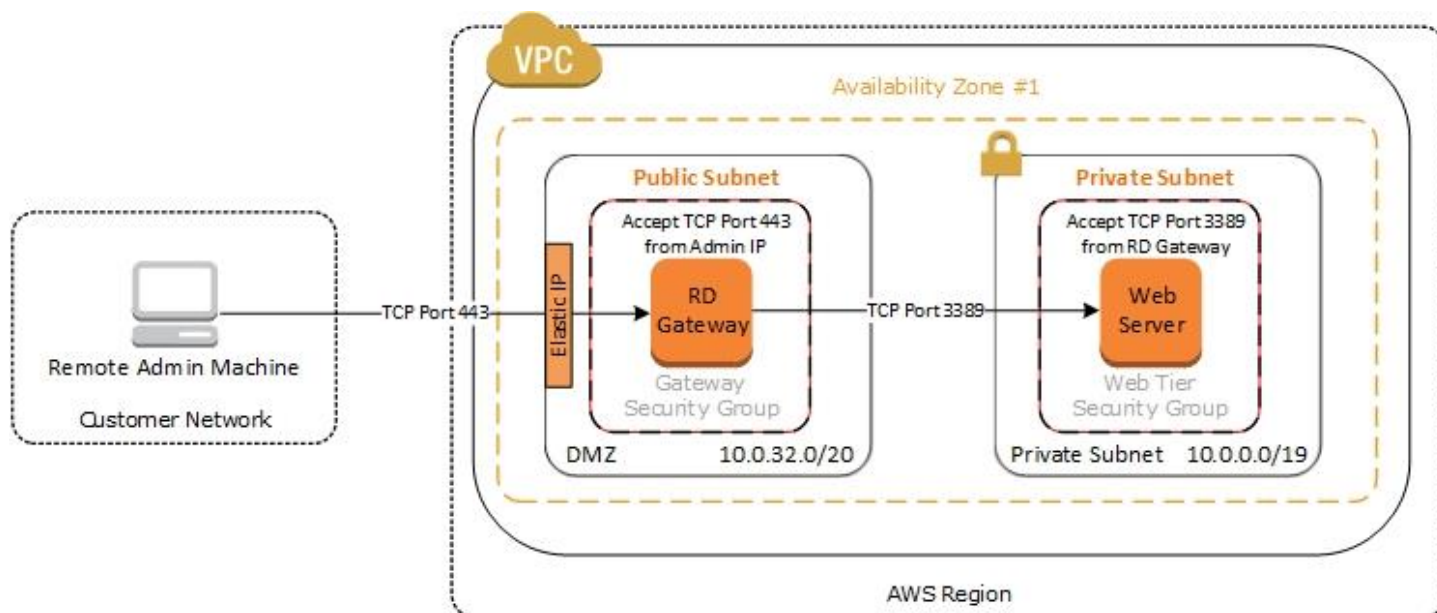 VPC
Availability Zone #1
Public Subnet
Accept TCP Port 443
from Admin IP
RD
Gateway
Gateway
Security Group
DMZ
10.0.32.0/20
Elastic IP
Private Subnet
Accept TCP Port 3389
from RD Gateway
Web
Server
Web Tier
Security Group
Private Subnet
10.0.0.0/19
TCP Port 443
TCP Port 3389
Remote Admin Machine
Customer Network
AWS Region